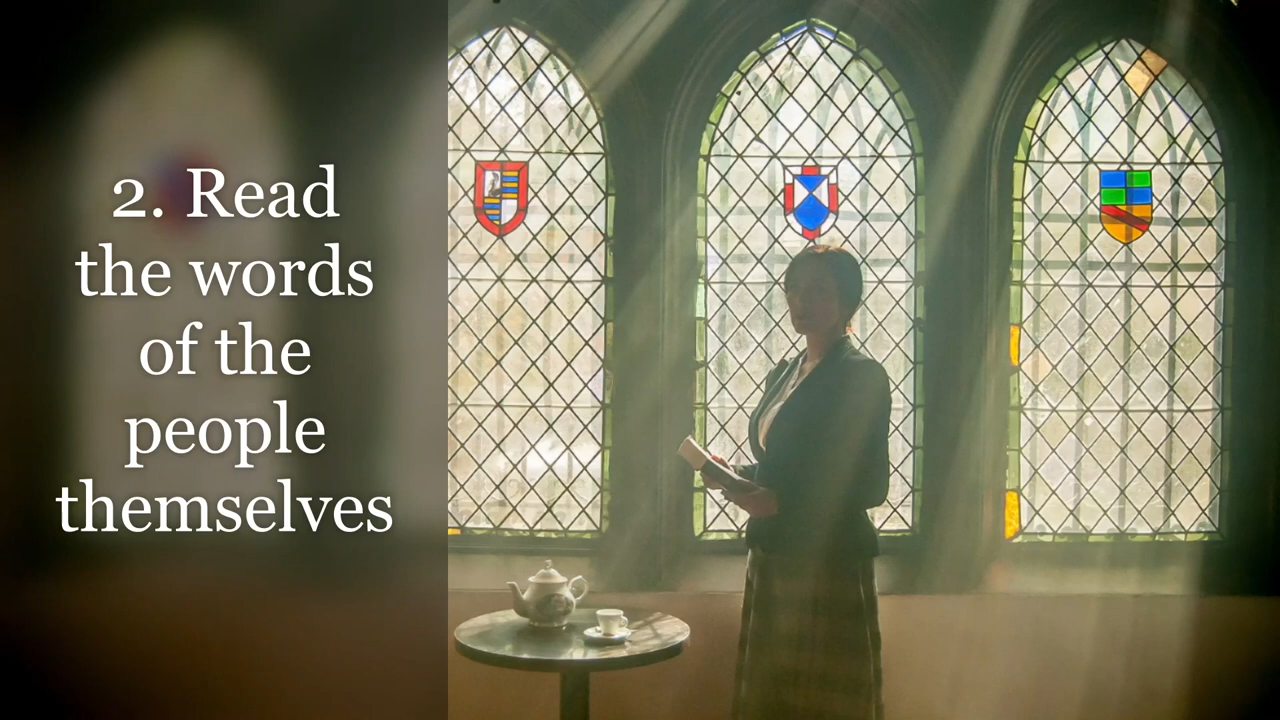 2. Read
the words
of the
people
themselves